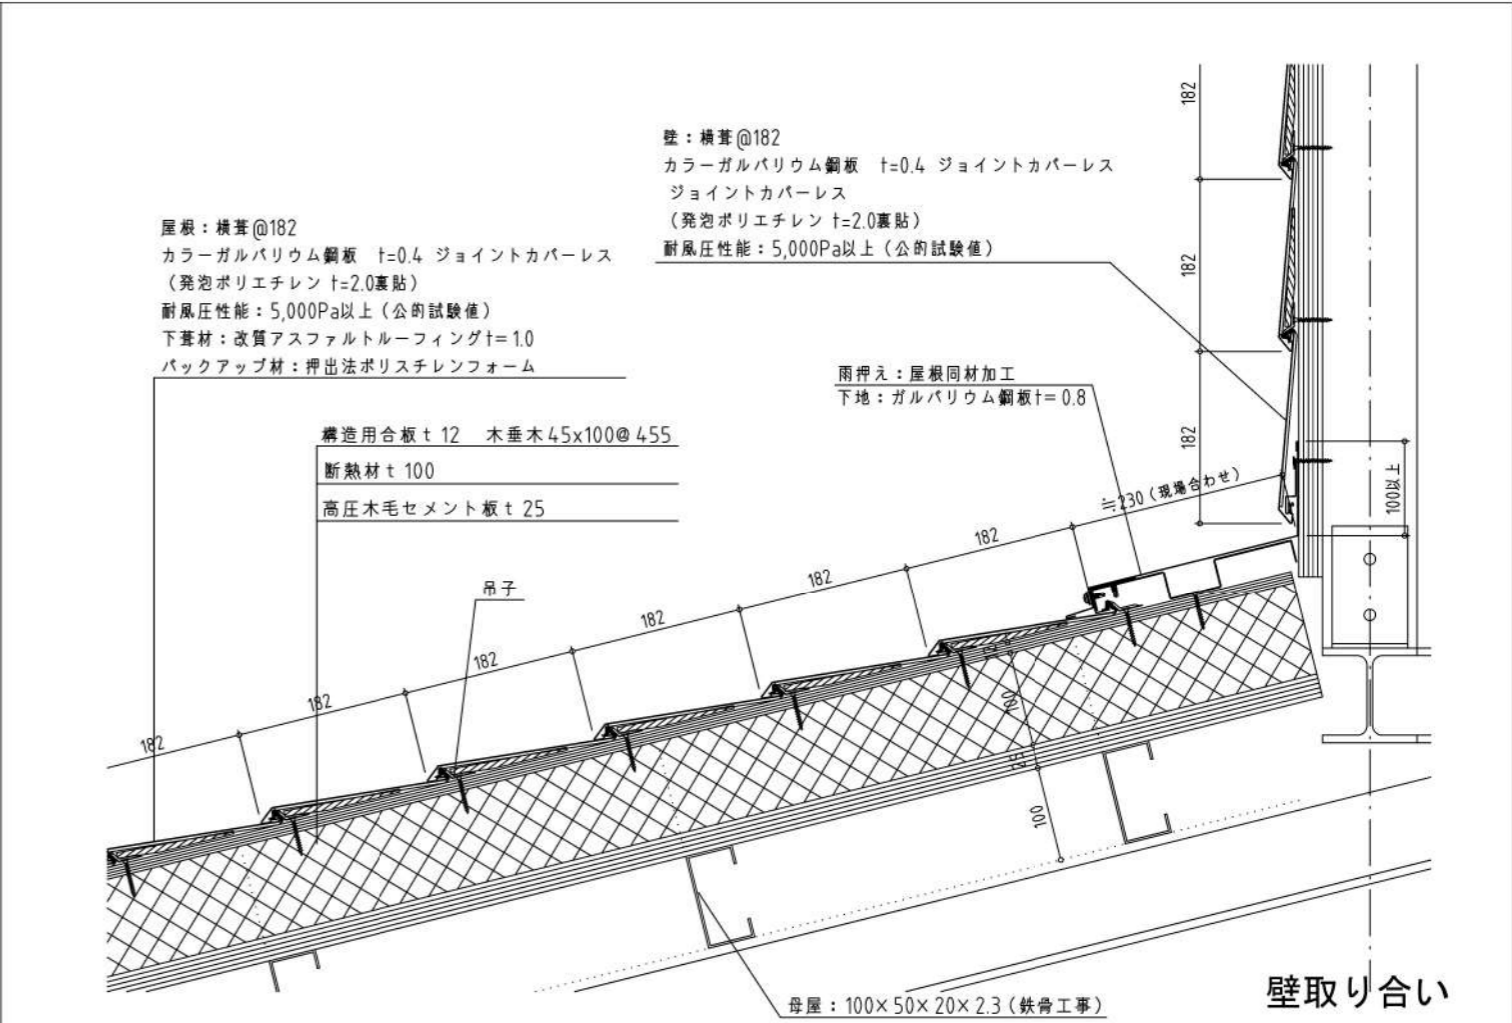 屋根：横葺@182
カラーガルバリウム鋼板　t=0.4 ジョイントカバーレス
（発泡ポリエチレン t=2.0裏貼）
耐風圧性能：5,000Pa以上（公的試験値）
下葺材：改質アスファルトルーフィングt=1.0
バックアップ材：押出法ポリスチレンフォーム
構造用合板 t 12　木垂木 45x100@ 455
断熱材 t 100
高圧木毛セメント板 t 25
吊子
壁：横葺@182
カラーガルバリウム鋼板　t=0.4 ジョイントカバーレス
ジョイントカバーレス
（発泡ポリエチレン t=2.0裏貼）
耐風圧性能：5,000Pa以上（公的試験値）
雨押え：屋根同材加工
下地：ガルバリウム鋼板t= 0.8
182
182
182
100以上
≒230（現場合わせ）
182
182
182
182
182
182
12
100
25
100
母屋：100×50×20×2.3（鉄骨工事）
壁取り合い